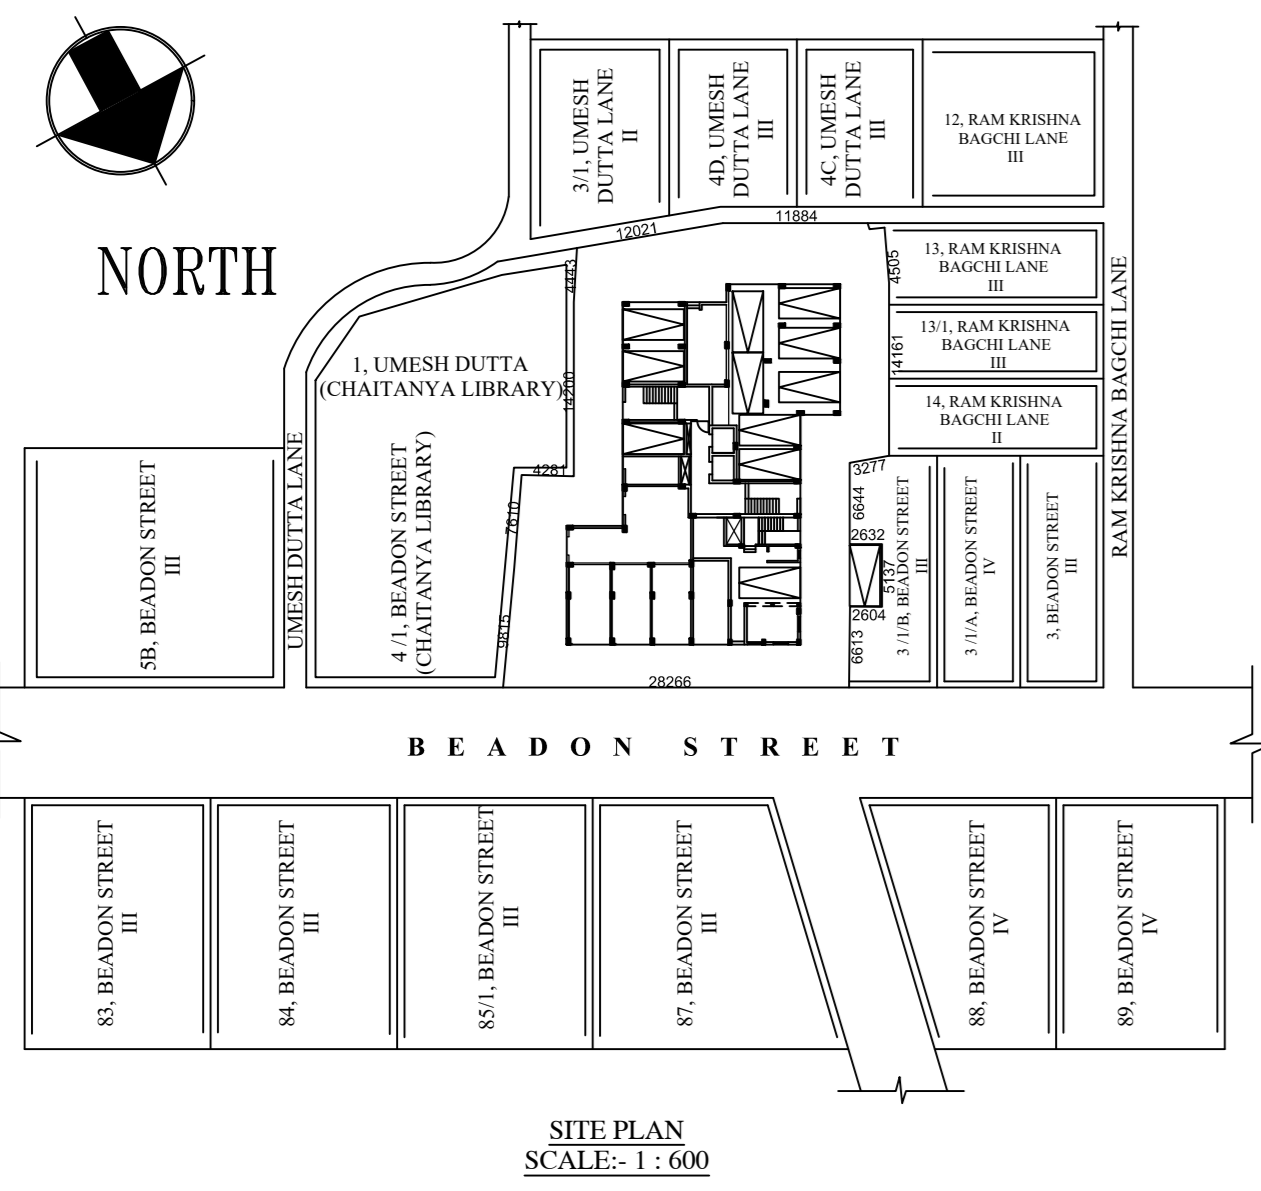 NORTH
3/1, UMESH
DUTTA LANE
II
4D, UMESH
DUTTA LANE
III
4C, UMESH
DUTTA LANE
III
12, RAM KRISHNA
BAGCHI LANE
III
12021
11884
4443
4505
13, RAM KRISHNA
BAGCHI LANE
III
13/1, RAM KRISHNA
BAGCHI LANE
III
14161
14, RAM KRISHNA
BAGCHI LANE
II
RAM KRISHNA BAGCHI LANE
1, UMESH DUTTA
(CHAITANYA LIBRARY)
14200
4281
7610
9815
4 /1, BEADON STREET
(CHAITANYA LIBRARY)
UMESH DUTTA LANE
5B, BEADON STREET
III
3277
6644
2632
5137
2604
6613
28266
3 /1/B, BEADON STREET
III
3 /1/A, BEADON STREET
IV
3, BEADON STREET
III
BEADON STREET
83, BEADON STREET
III
84, BEADON STREET
III
85/1, BEADON STREET
III
87, BEADON STREET
III
88, BEADON STREET
IV
89, BEADON STREET
IV
SITE PLAN
SCALE:- 1 : 600